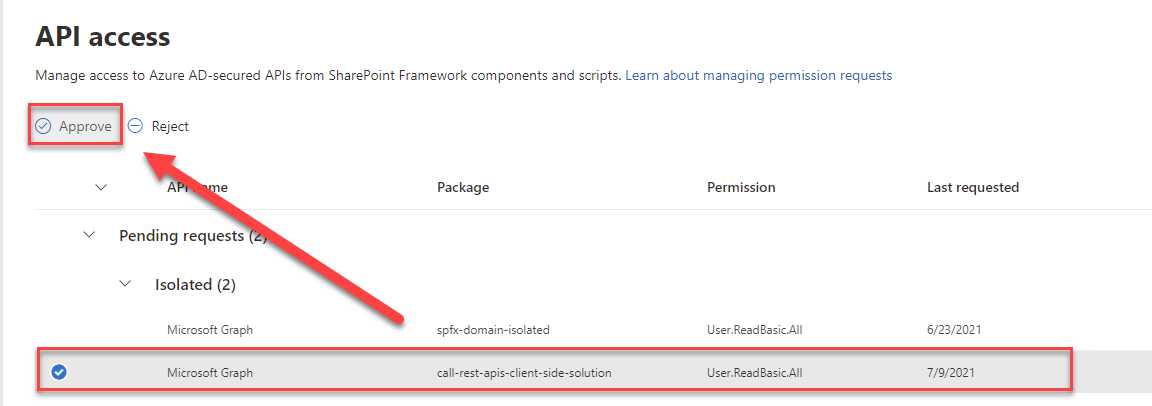 API access
Manage access to Azure AD-secured APIs from SharePoint Framework components and scripts. Learn about managing permission requests
Approve Reject
API name Package Permission Last requested
Pending requests (2)
Isolated (2)
Microsoft Graph spfx-domain-isolated User.ReadBasic.All 6/23/2021
Microsoft Graph call-rest-apis-client-side-solution User.ReadBasic.All 7/9/2021